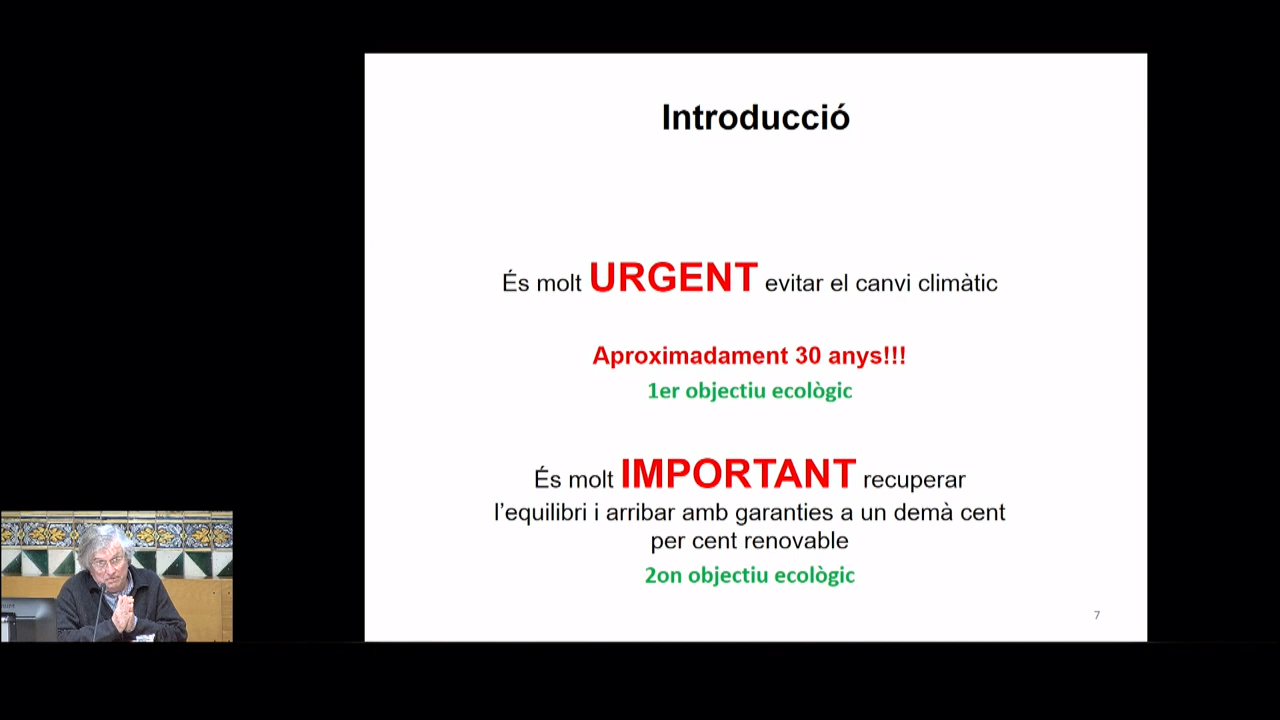 Introducció
És molt URGENT evitar el canvi climàtic
Aproximadament 30 anys!!!
1er objectiu ecològic
És molt IMPORTANT recuperar
l’equilibri i arribar amb garanties a un demà cent
per cent renovable
2on objectiu ecològic
7